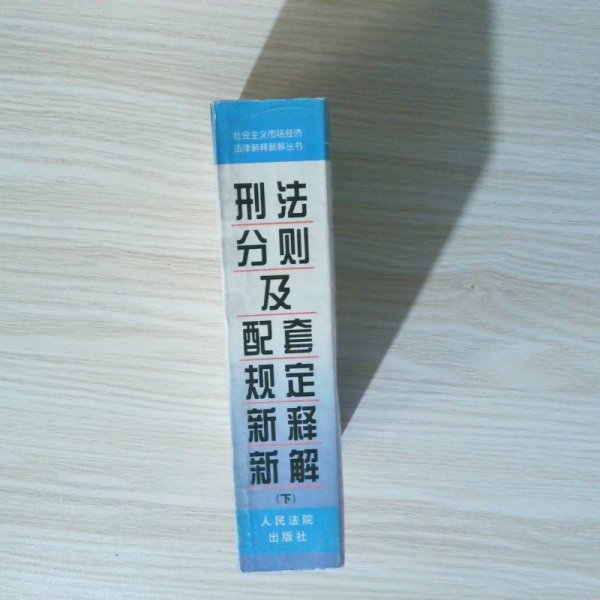 社会主义市场经济
法律新释新解丛书
刑法
分则
及
配套
规定
新释
新解
（下）
人民法院
出版社